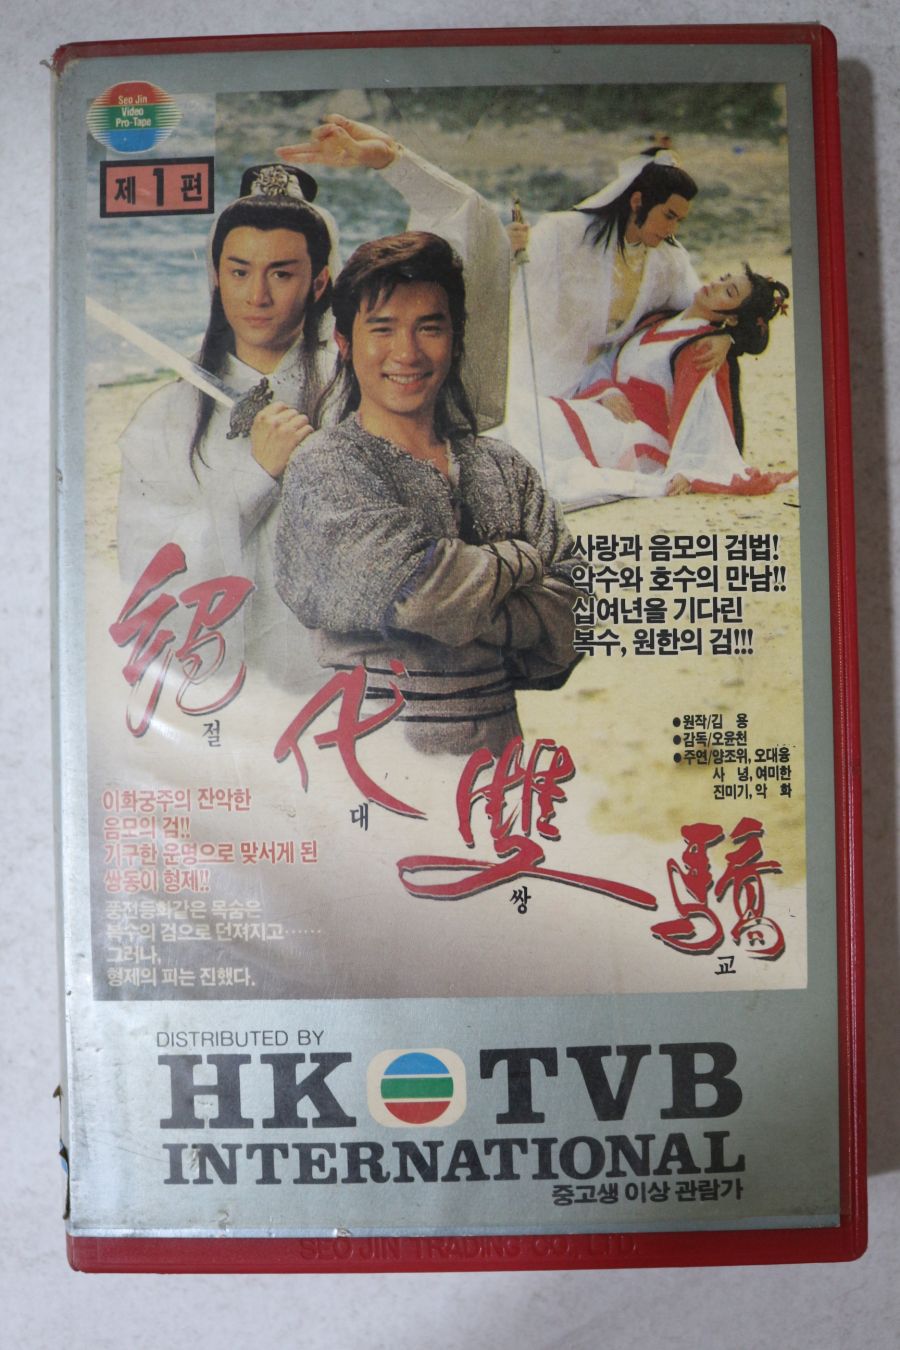 Seo Jin
Video
Pro-Tape
제 1 편
사랑과 음모의 검법!
악수와 호수의 만남!!
십여년을 기다린
복수, 원한의 검!!!
絕 절
代 대
雙 쌍
驕 교
●원작/김 용
●감독/오윤천
●주연/양조위, 오대융
사 녕, 여미한
진미기, 악 화
이화궁주의 잔악한
음모의 검!!
기구한 운명으로 맞서게 된
쌍둥이 형제!!
풍전등화같은 목숨은
복수의 검으로 던져지고……
그러나,
형제의 피는 진했다.
DISTRIBUTED BY
HK TVB
INTERNATIONAL
중고생 이상 관람가
SEO JIN TRADING CO., LTD.